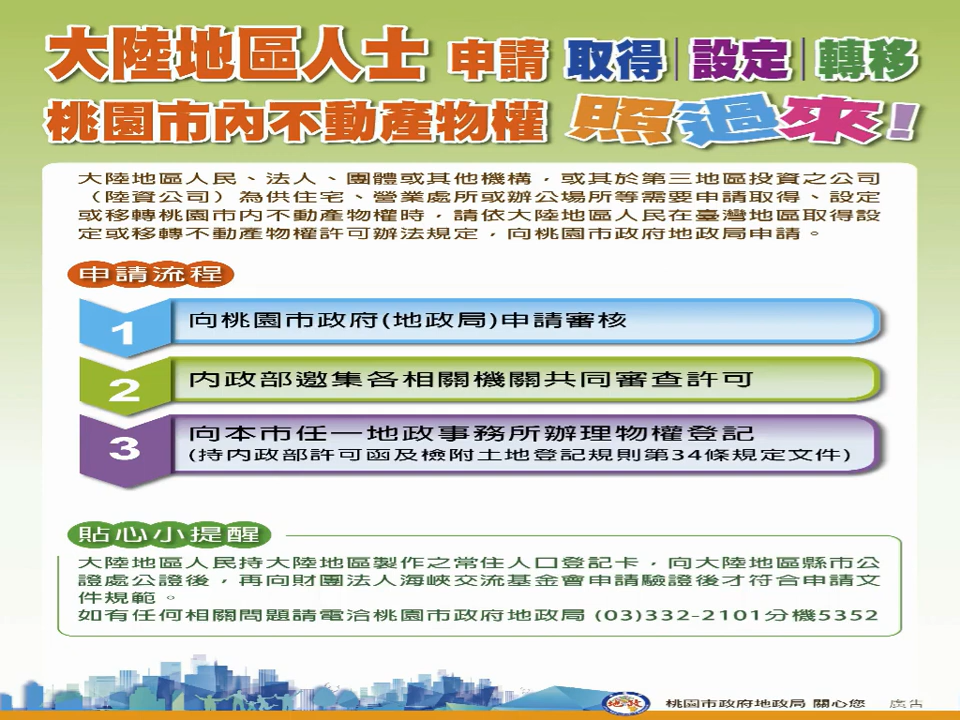 大陸地區人士 申請 取得|設定|轉移
桃園市內不動產物權 照過來!
大陸地區人民、法人、團體或其他機構，或其於第三地區投資之公司
（陸資公司）為供住宅、營業處所或辦公場所等需要申請取得、設定
或移轉桃園市內不動產物權時，請依大陸地區人民在臺灣地區取得設
定或移轉不動產物權許可辦法規定，向桃園市政府地政局申請。
申請流程
1 向桃園市政府(地政局)申請審核
2 內政部邀集各相關機關共同審查許可
3 向本市任一地政事務所辦理物權登記
(持內政部許可函及檢附土地登記規則第34條規定文件)
貼心小提醒
大陸地區人民持大陸地區製作之常住人口登記卡，向大陸地區縣市公
證處公證後，再向財團法人海峽交流基金會申請驗證後才符合申請文
件規範。
如有任何相關問題請電洽桃園市政府地政局 (03)332-2101分機5352
地政 桃園市政府地政局 關心您 廣告